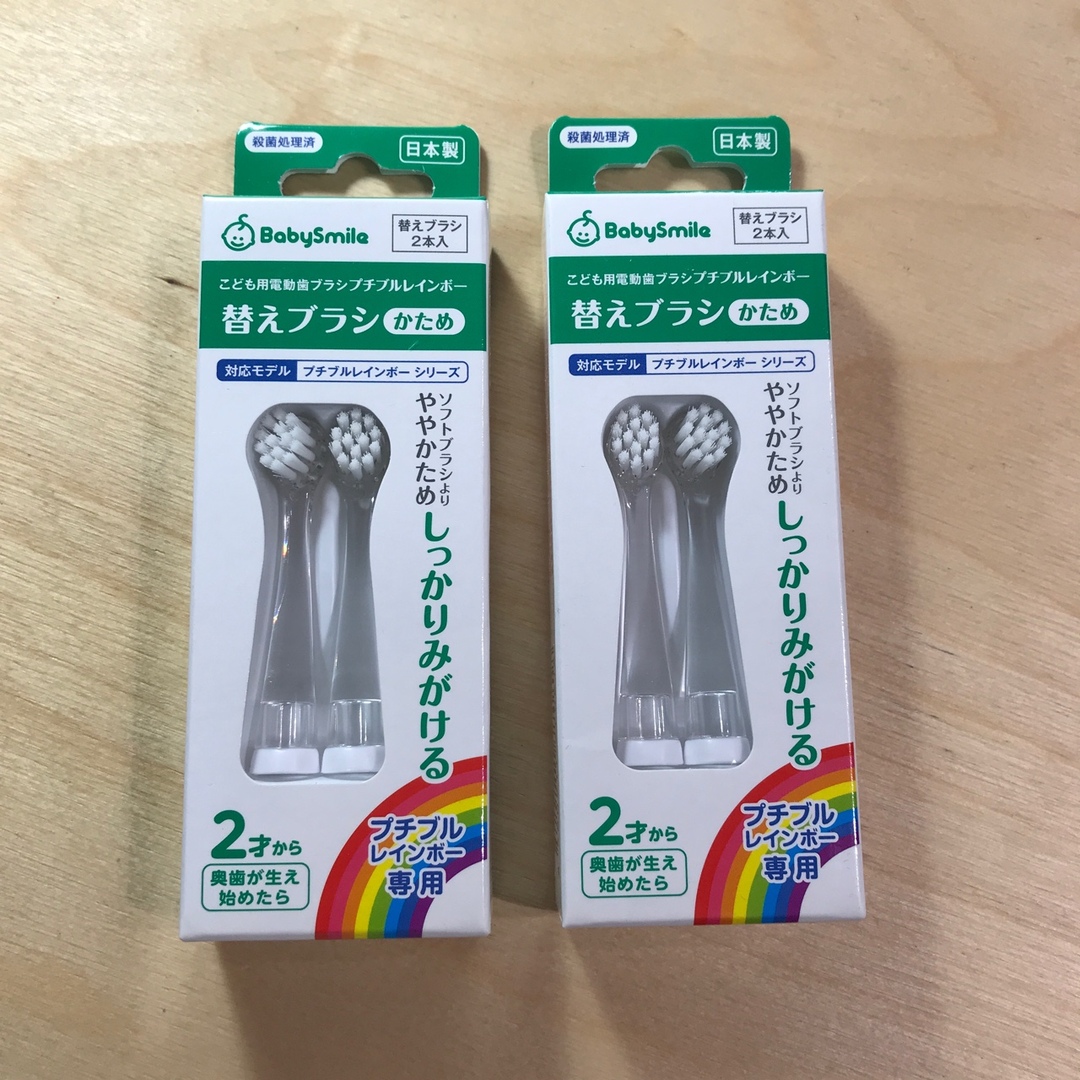 殺菌処理済
日本製
BabySmile
替えブラシ
2本入
こども用電動歯ブラシプチブルレインボー
替えブラシ かため
対応モデル プチブルレインボー シリーズ
ソフトブラシより
ややかため
しっかりみがける
2才から
奥歯が生え
始めたら
プチブル
レインボー
専用
殺菌処理済
日本製
BabySmile
替えブラシ
2本入
こども用電動歯ブラシプチブルレインボー
替えブラシ かため
対応モデル プチブルレインボー シリーズ
ソフトブラシより
ややかため
しっかりみがける
2才から
奥歯が生え
始めたら
プチブル
レインボー
専用